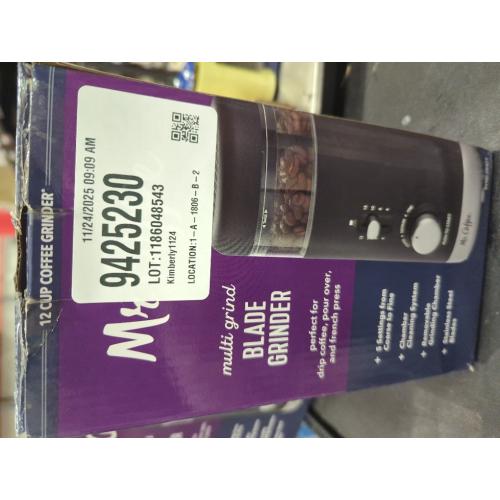 12 CUP COFFEE GRINDER*
11/24/2025 09:09 AM
9425230
LOT:1186048543
Kimberly1124
LOCATION:1-A-1806-B-2
Mr. Coffee
multi grind
BLADE
GRINDER
perfect for
drip coffee, pour over,
and french press
+ 5 Settings from
Coarse to Fine
+ Chamber
Cleaning System
+ Removable
Grinding Chamber
+ Stainless Steel
Blades